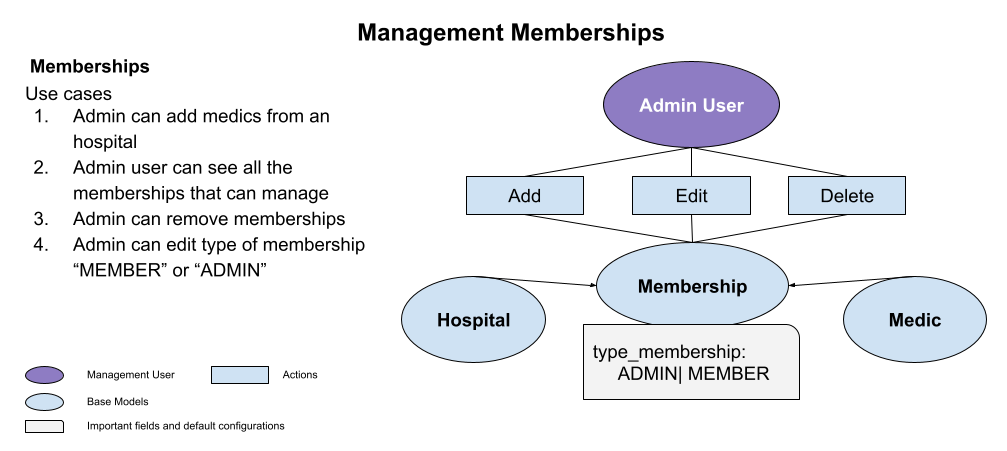 Management Memberships
Memberships
Use cases
1. Admin can add medics from an
hospital
2. Admin user can see all the
memberships that can manage
3. Admin can remove memberships
4. Admin can edit type of membership
“MEMBER” or “ADMIN”
Admin User
Add
Edit
Delete
Membership
Hospital
Medic
type_membership:
ADMIN| MEMBER
Management User
Actions
Base Models
Important fields and default configurations